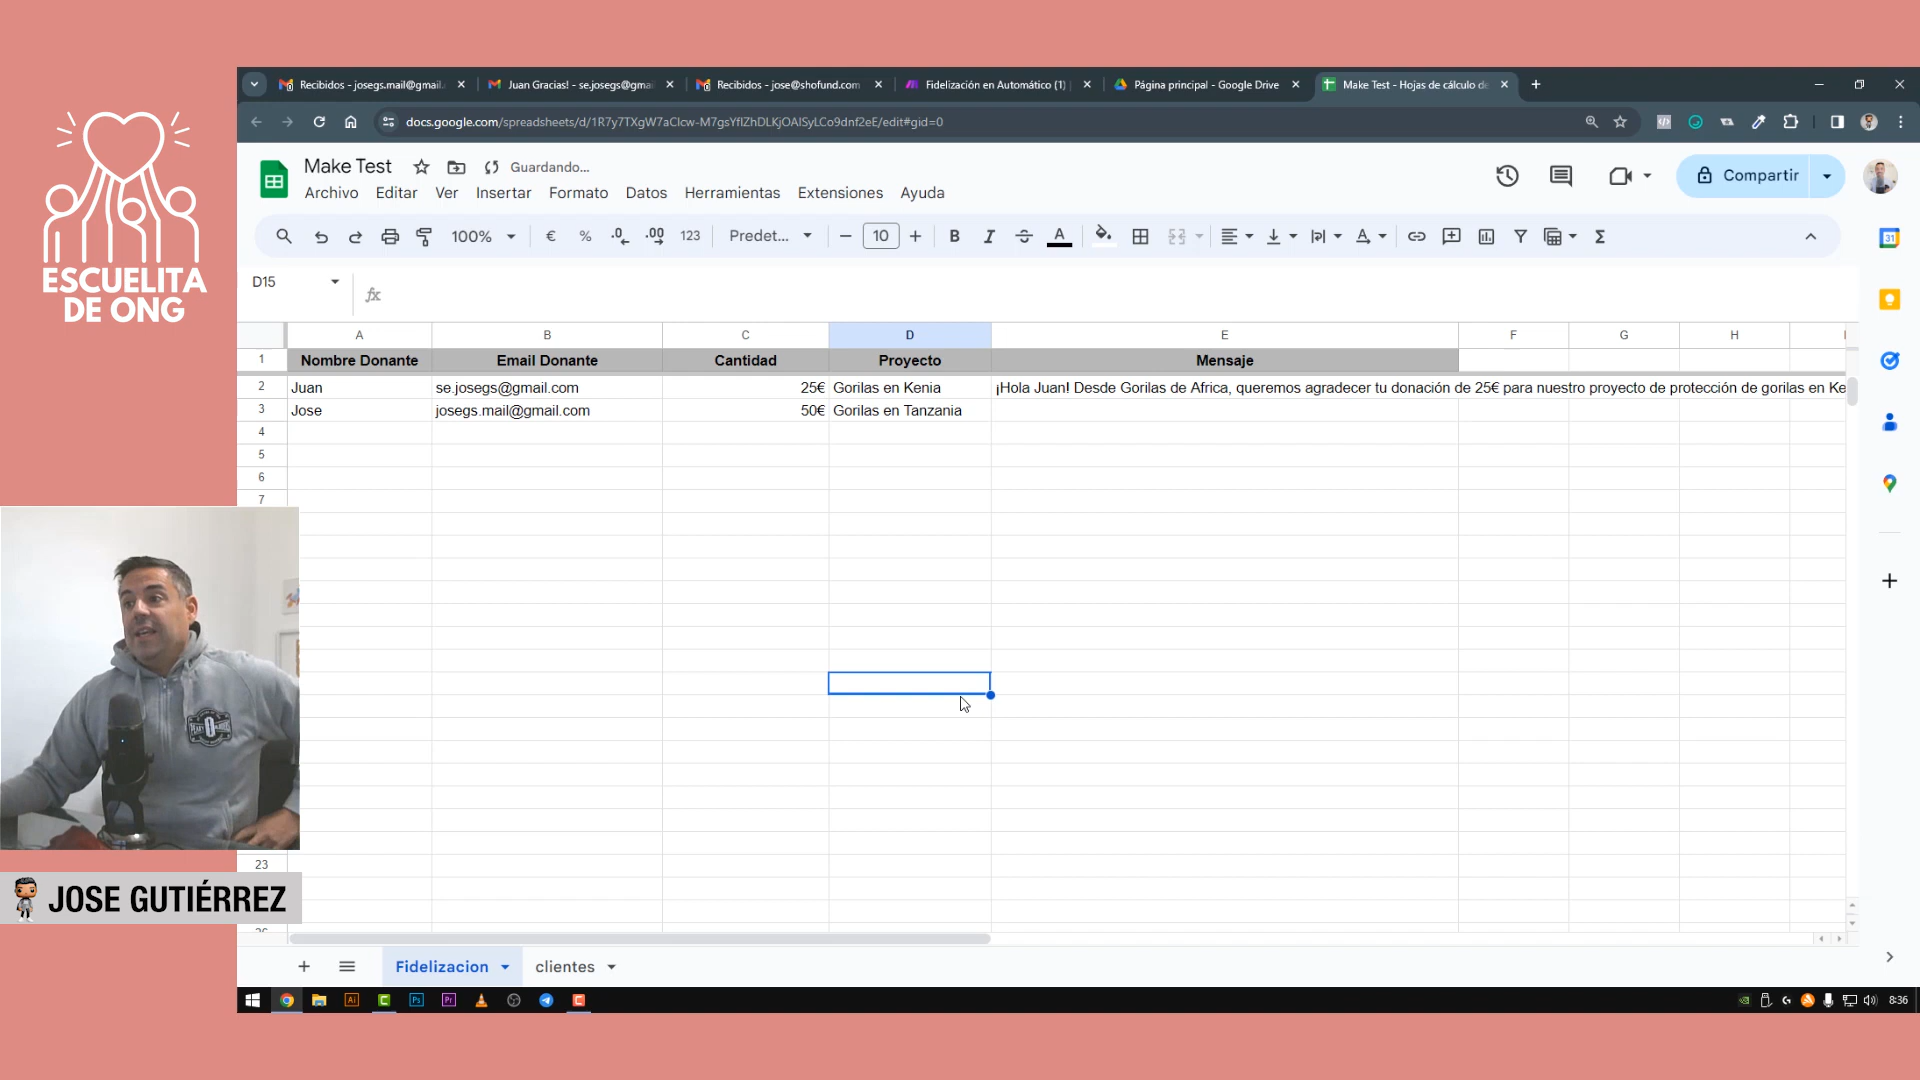 Recibidos - josegs.mail@gmail.
Juan Gracias! - se.josegs@gmai
Recibidos - jose@shofund.com
Fidelización en Automático (1)
Página principal - Google Drive
Make Test - Hojas de cálculo de
docs.google.com/spreadsheets/d/1R7y7TXgW7aClcw-M7gsYflZhDLKjOAlSyLCo9dnf2eE/edit#gid=0
Make Test
Guardando...
Compartir
Archivo Editar Ver Insertar Formato Datos Herramientas Extensiones Ayuda
100% € % .0 .00 123 Predet... 10 B I A
D15
fx
A B C D E F G H
1 Nombre Donante Email Donante Cantidad Proyecto Mensaje
2 Juan se.josegs@gmail.com 25€ Gorilas en Kenia ¡Hola Juan! Desde Gorilas de Africa, queremos agradecer tu donación de 25€ para nuestro proyecto de protección de gorilas en Ke
3 Jose josegs.mail@gmail.com 50€ Gorilas en Tanzania
4
5
6
7
23
Fidelizacion
clientes
8:36
ESCUELITA
DE ONG
JOSE GUTIÉRREZ
31
Ai
Ps
Pr